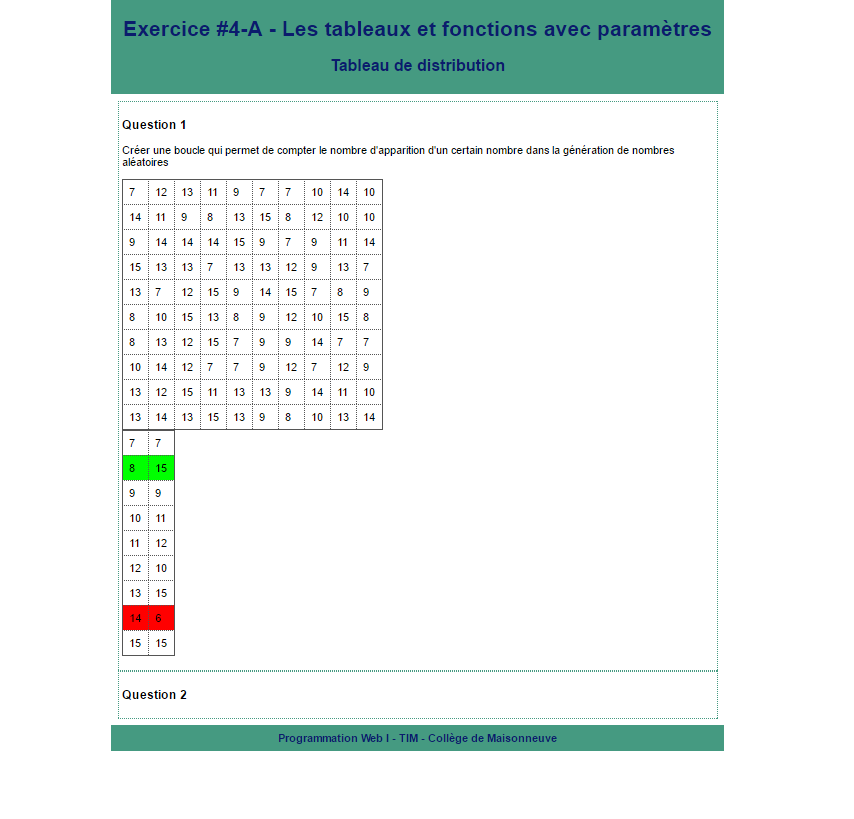 Exercice #4-A - Les tableaux et fonctions avec paramètres
Tableau de distribution
Question 1
Créer une boucle qui permet de compter le nombre d'apparition d'un certain nombre dans la génération de nombres
aléatoires
7 12 13 11 9 7 7 10 14 10
14 11 9 8 13 15 8 12 10 10
9 14 14 14 15 9 7 9 11 14
15 13 13 7 13 13 12 9 13 7
13 7 12 15 9 14 15 7 8 9
8 10 15 13 8 9 12 10 15 8
8 13 12 15 7 9 9 14 7 7
10 14 12 7 7 9 12 7 12 9
13 12 15 11 13 13 9 14 11 10
13 14 13 15 13 9 8 10 13 14
7 7
8 15
9 9
10 11
11 12
12 10
13 15
14 6
15 15
Question 2
Programmation Web I - TIM - Collège de Maisonneuve